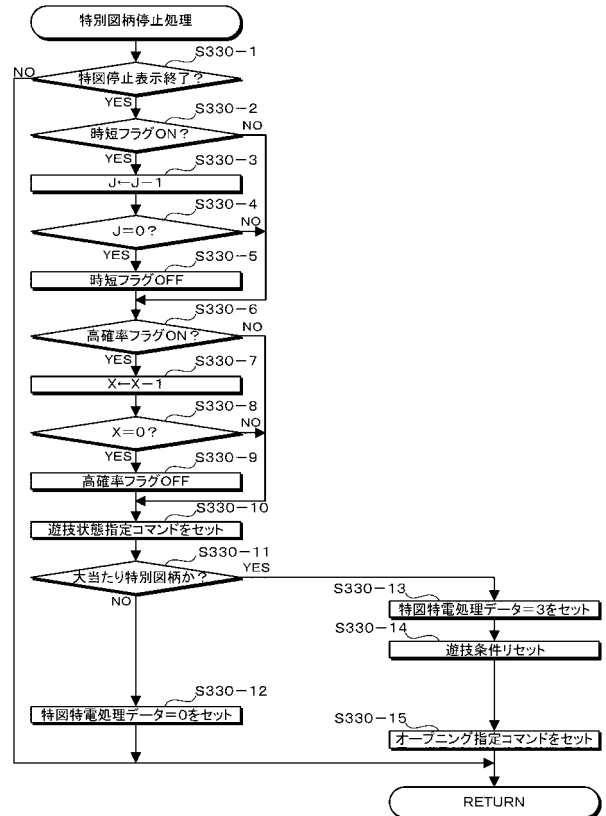 特別図柄停止処理
S330-1
NO
特図停止表示終了?
YES
S330-2
時短フラグON?
NO
YES
S330-3
J←J-1
S330-4
J=0?
NO
YES
S330-5
時短フラグOFF
S330-6
高確率フラグON?
NO
YES
S330-7
X←X-1
S330-8
X=0?
NO
YES
S330-9
高確率フラグOFF
S330-10
遊技状態指定コマンドをセット
S330-11
大当たり特別図柄か?
YES
NO
S330-13
特図特電処理データ=3をセット
S330-14
遊技条件リセット
S330-12
特図特電処理データ=0をセット
S330-15
オープニング指定コマンドをセット
RETURN